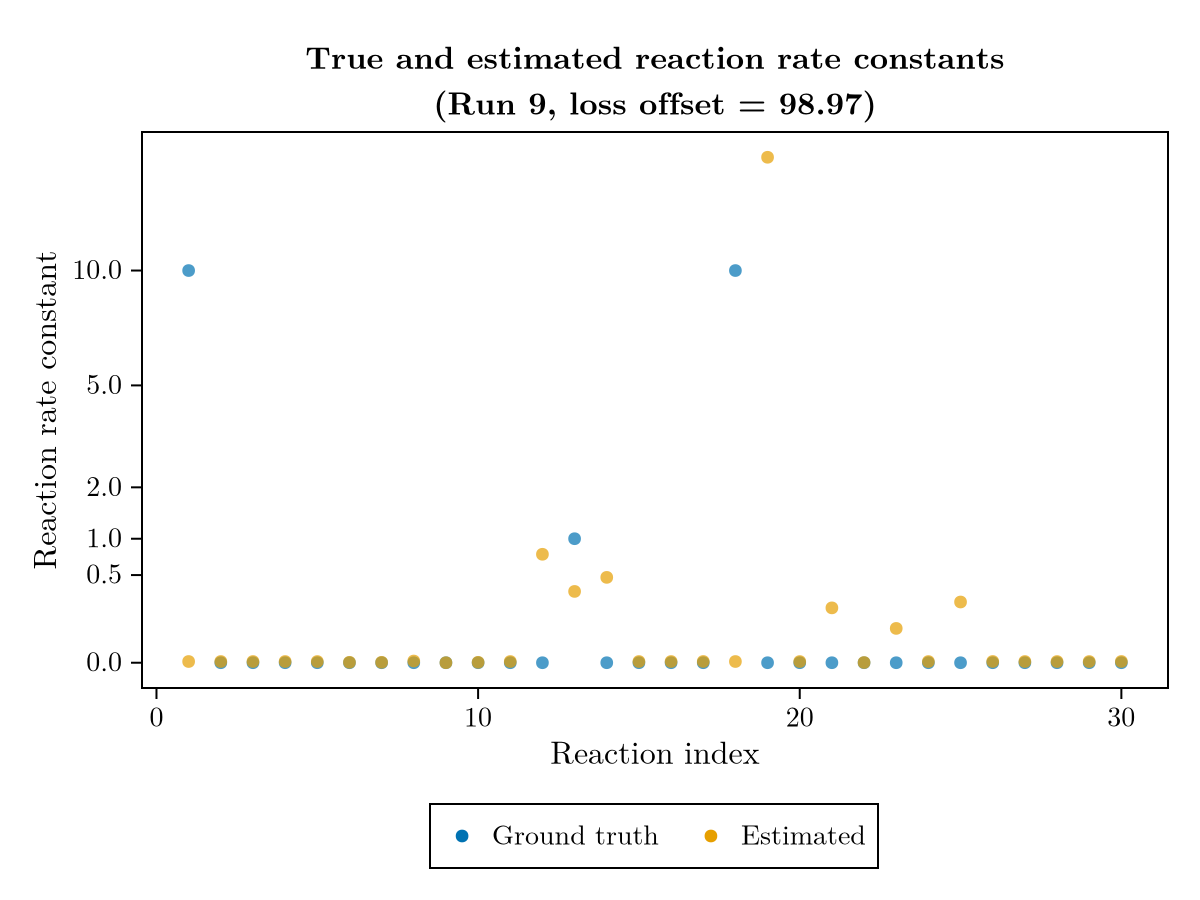 True and estimated reaction rate constants
(Run 9, loss offset = 98.97)
Reaction rate constant
10.0
5.0
2.0
1.0
0.5
0.0
0 10 20 30
Reaction index
Ground truth Estimated